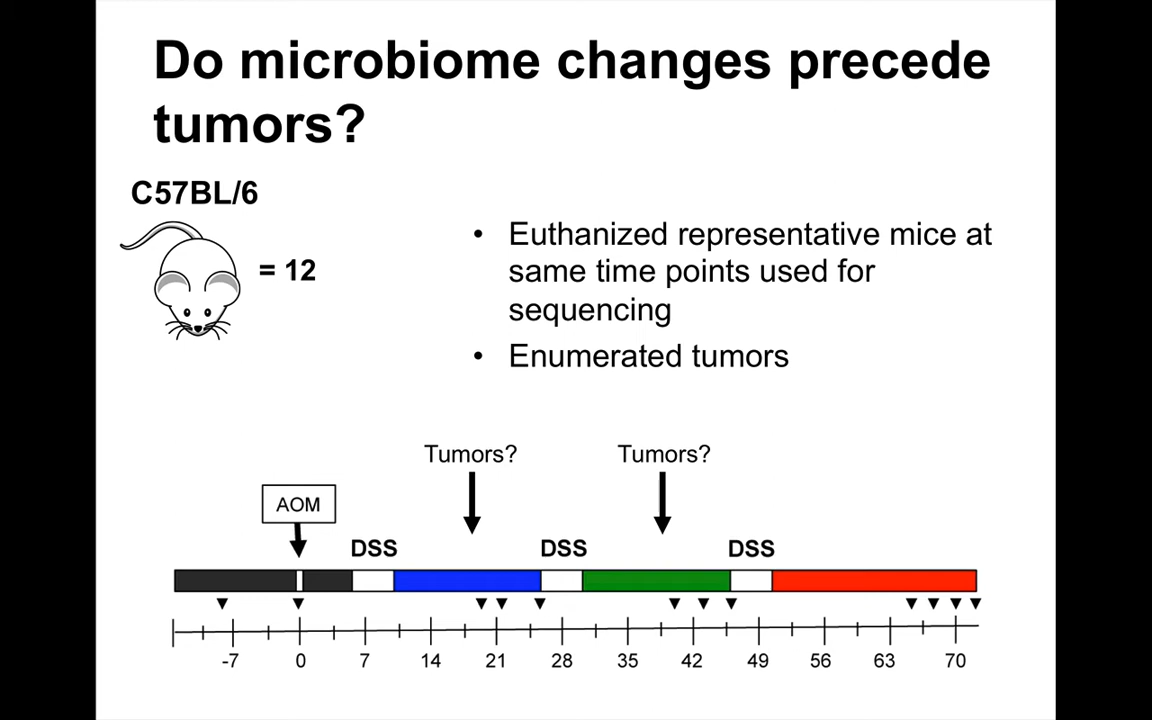 Do microbiome changes precede
tumors?
C57BL/6
= 12
• Euthanized representative mice at
same time points used for
sequencing
• Enumerated tumors
Tumors? Tumors?
AOM
DSS DSS DSS
-7 0 7 14 21 28 35 42 49 56 63 70